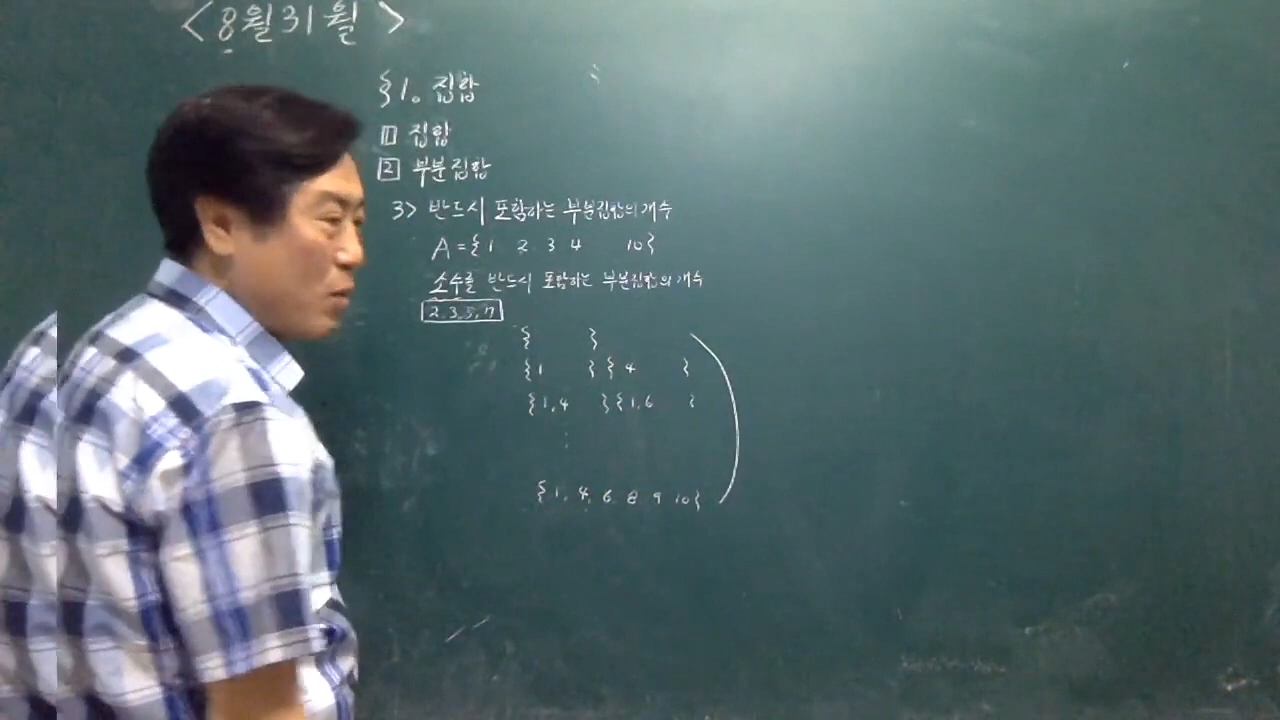 < 8월 31 월 >
§1. 집합
1 집합
2 부분집합
3> 반드시 포함하는 부분집합의 개수
A = { 1 2 3 4 10 }
소수를 반드시 포함하는 부분집합의 개수
2. 3. 5. 7
{ }
{ 1 } { 4 }
{ 1, 4 } { 1, 6 }
⋮
{ 1, 4, 6 8 9 10 }